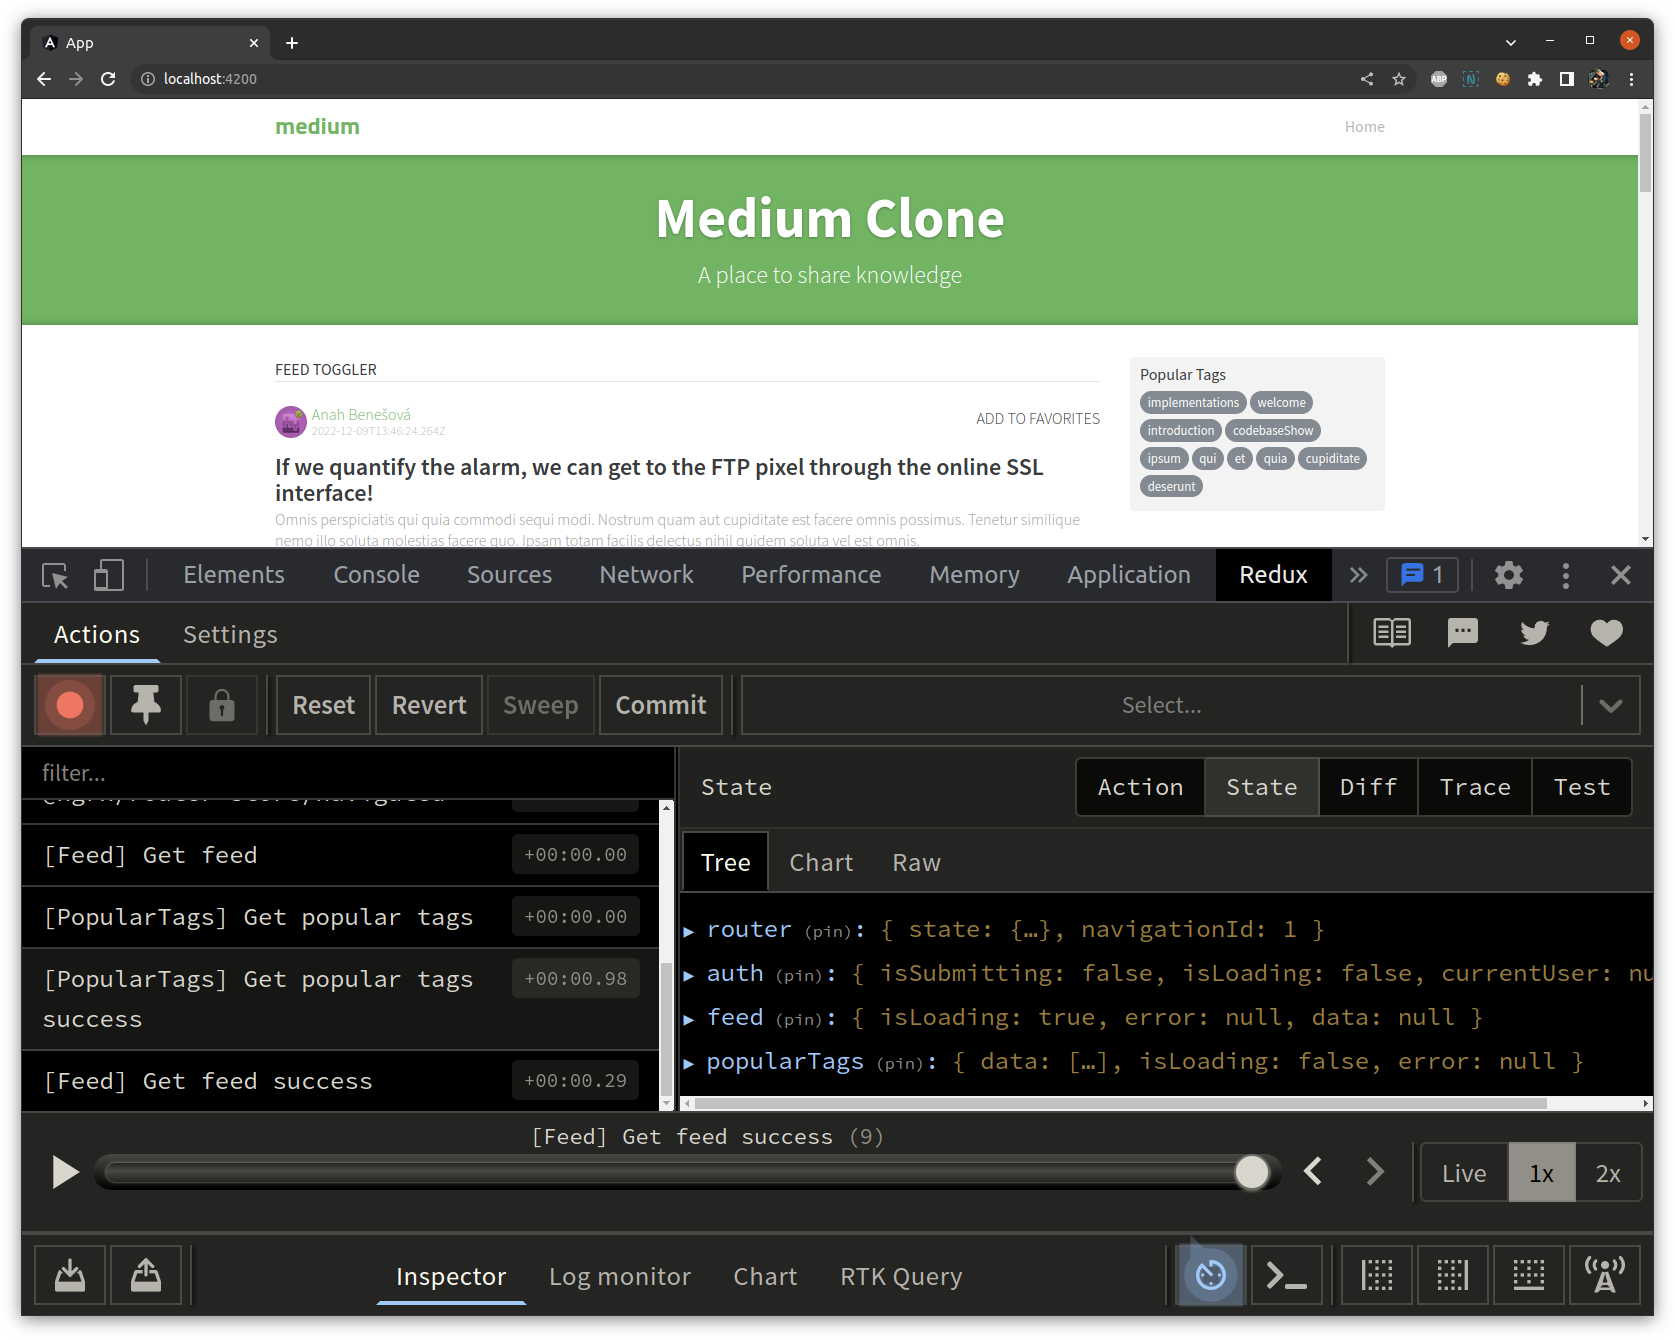 App
localhost:4200
ABP
N
medium
Home
Medium Clone
A place to share knowledge
FEED TOGGLER
Anah Benešová
2022-12-09T13:46:24.264Z
ADD TO FAVORITES
If we quantify the alarm, we can get to the FTP pixel through the online SSL
interface!
Omnis perspiciatis qui quia commodi sequi modi. Nostrum quam aut cupiditate est facere omnis possimus. Tenetur similique
nemo illo soluta molestias facere quo. Ipsam totam facilis delectus nihil quidem soluta vel est omnis.
Popular Tags
implementations welcome
introduction codebaseShow
ipsum qui et quia cupiditate
deserunt
Elements Console Sources Network Performance Memory Application Redux 1
Actions Settings
Reset Revert Sweep Commit Select...
filter...
@ngrx/router-store/navigated
[Feed] Get feed +00:00.00
[PopularTags] Get popular tags +00:00.00
[PopularTags] Get popular tags +00:00.98
success
[Feed] Get feed success +00:00.29
State Action State Diff Trace Test
Tree Chart Raw
router (pin): { state: {…}, navigationId: 1 }
auth (pin): { isSubmitting: false, isLoading: false, currentUser: nu
feed (pin): { isLoading: true, error: null, data: null }
popularTags (pin): { data: […], isLoading: false, error: null }
[Feed] Get feed success (9)
Live 1x 2x
Inspector Log monitor Chart RTK Query